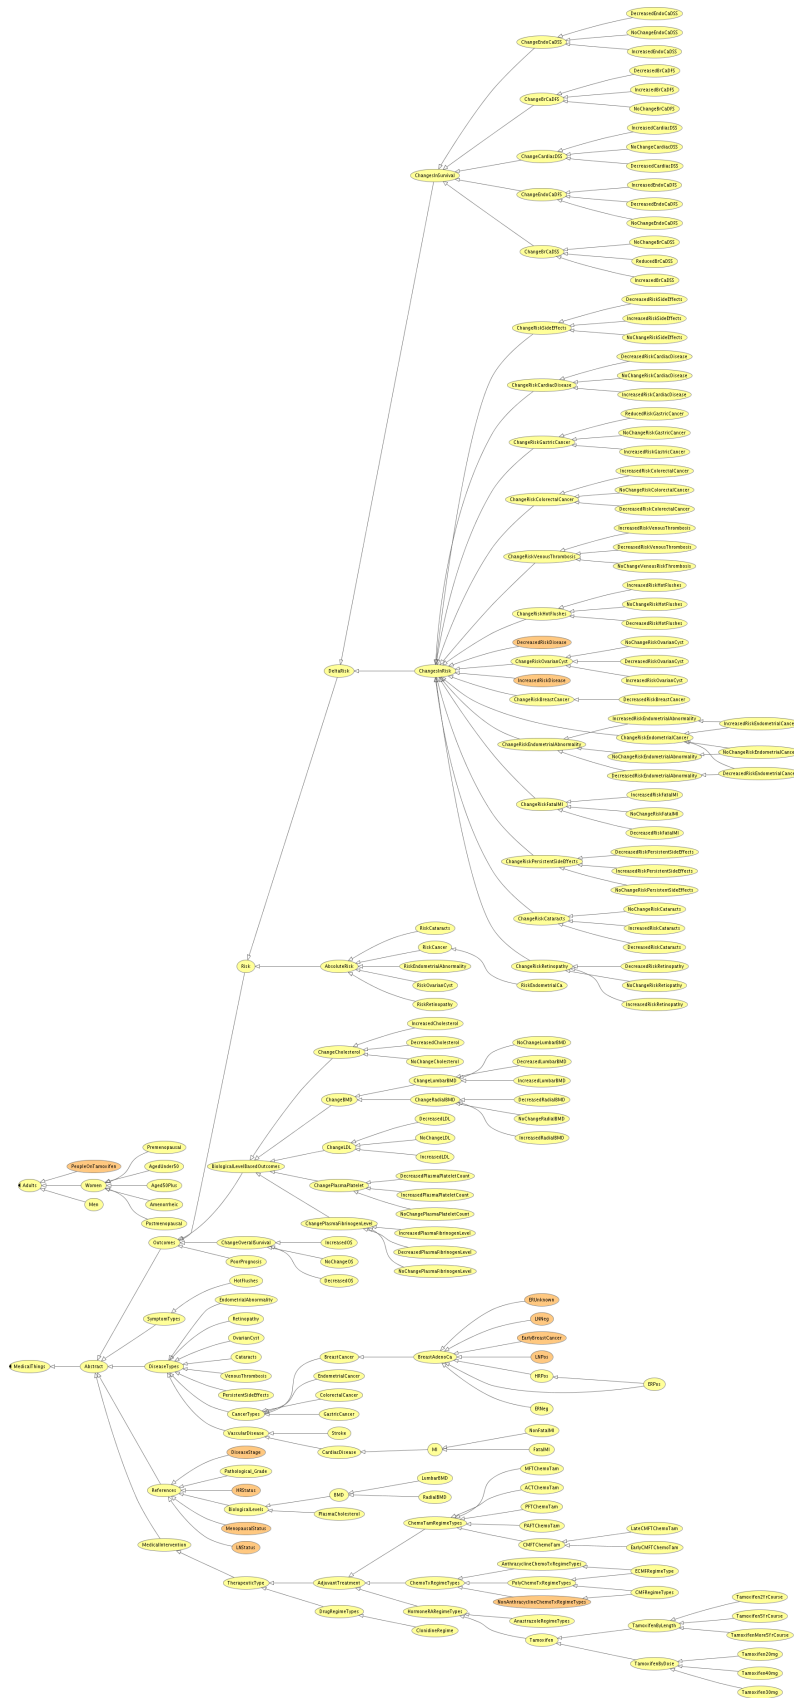 DecreasedEndoCaDSS
ChangeEndoCaDSS
NoChangeEndoCaDSS
IncreasedEndoCaDSS
DecreasedBrCaDFS
ChangeBrCaDFS
IncreasedBrCaDFS
NoChangeBrCaDFS
IncreasedCardiacDSS
ChangeCardiacDSS
NoChangeCardiacDSS
DecreasedCardiacDSS
ChangesInSurvival
IncreasedEndoCaDFS
ChangeEndoCaDFS
DecreasedEndoCaDFS
NoChangeEndoCaDFS
NoChangeBrCaDSS
ChangeBrCaDSS
ReducedBrCaDSS
IncreasedBrCaDSS
DecreasedRiskSideEffects
ChangeRiskSideEffects
IncreasedRiskSideEffects
NoChangeRiskSideEffects
DecreasedRiskCardiacDisease
ChangeRiskCardiacDisease
NoChangeRiskCardiacDisease
IncreasedRiskCardiacDisease
ReducedRiskGastricCancer
ChangeRiskGastricCancer
NoChangeRiskGastricCancer
IncreasedRiskGastricCancer
IncreasedRiskColorectalCancer
ChangeRiskColorectalCancer
NoChangeRiskColorectalCancer
DecreasedRiskColorectalCancer
IncreasedRiskVenousThrombosis
ChangeRiskVenousThrombosis
DecreasedRiskVenousThrombosis
NoChangeVenousRiskThrombosis
IncreasedRiskHotFlushes
ChangeRiskHotFlushes
NoChangeRiskHotFlushes
DecreasedRiskHotFlushes
DecreasedRiskDisease
NoChangeRiskOvarianCyst
DeltaRisk
ChangesInRisk
ChangeRiskOvarianCyst
DecreasedRiskOvarianCyst
IncreasedRiskDisease
IncreasedRiskOvarianCyst
ChangeRiskBreastCancer
DecreasedRiskBreastCancer
IncreasedRiskEndometrialAbnormality
IncreasedRiskEndometrialCance
ChangeRiskEndometrialCancer
ChangeRiskEndometrialAbnormality
NoChangeRiskEndometrialAbnormality
NoChangeRiskEndometrialCance
DecreasedRiskEndometrialAbnormality
DecreasedRiskEndometrialCance
IncreasedRiskFatalMI
ChangeRiskFatalMI
NoChangeRiskFatalMI
DecreasedRiskFatalMI
DecreasedRiskPersistentSideEffects
ChangeRiskPersistentSideEffects
IncreasedRiskPersistentSideEffects
NoChangeRiskPersistentSideEffects
NoChangeRiskCataracts
ChangeRiskCataracts
IncreasedRiskCataracts
DecreasedRiskCataracts
RiskCataracts
RiskCancer
Risk
AbsoluteRisk
RiskEndometrialAbnormality
ChangeRiskRetinopathy
DecreasedRiskRetinopathy
RiskOvarianCyst
RiskEndometrialCa
NoChangeRiskRetiopathy
RiskRetinopathy
IncreasedRiskRetinopathy
IncreasedCholesterol
DecreasedCholesterol
NoChangeLumbarBMD
ChangeCholesterol
NoChangeCholesterol
DecreasedLumbarBMD
ChangeLumbarBMD
IncreasedLumbarBMD
ChangeBMD
ChangeRadialBMD
DecreasedRadialBMD
DecreasedLDL
NoChangeRadialBMD
NoChangeLDL
IncreasedRadialBMD
ChangeLDL
IncreasedLDL
Premenopausal
PeopleOnTamoxifen
AgedUnder50
BiologicalLevelBasedOutcomes
DecreasedPlasmaPlateletCount
Adults
Women
Aged50Plus
ChangePlasmaPlatelet
IncreasedPlasmaPlateletCount
Men
Amenorrheic
NoChangePlasmaPlateletCount
Postmenopausal
ChangePlasmaFibrinogenLevel
IncreasedPlasmaFibrinogenLevel
Outcomes
ChangeOverallSurvival
IncreasedOS
DecreasedPlasmaFibrinogenLevel
PoorPrognosis
NoChangeOS
NoChangePlasmaFibrinogenLevel
HotFlushes
DecreasedOS
EndometrialAbnormality
ERUnknown
SymptomTypes
Retinopathy
LNNeg
OvarianCyst
EarlyBreastCancer
Cataracts
BreastCancer
BreastAdenoCa
LNPos
MedicalThings
Abstract
DiseaceTypes
VenousThrombosis
EndometrialCancer
HRPos
ERPos
PersistentSideEffects
ColorectalCancer
CancerTypes
GastricCancer
ERNeg
VascularDisease
Stroke
NonFatalMI
DiseaseStage
CardiacDisease
MI
FatalMI
Pathological_Grade
MFTChemoTam
References
HRStatus
LumbarBMD
ACTChemoTam
BiologicalLevels
BMD
RadialBMD
PFTChemoTam
PlasmaCholesterol
MenopausalStatus
ChemoTamRegimeTypes
PAFTChemoTam
LateCMFTChemoTam
LNStatus
CMFTChemoTam
EarlyCMFTChemoTam
MedicalIntervention
AnthracyclineChemoTxRegimeTypes
ECMFRegimeType
TherapeuticType
AdjuvantTreatment
ChemoTxRegimeTypes
PolyChemoTxRegimeTypes
CMFRegimeTypes
NonAnthracyclineChemoTxRegimeTypes
Tamoxifen2YrCourse
DrugRegimeTypes
HormoneRARegimeTypes
AnastrazoleRegimeTypes
Tamoxifen5YrCourse
ClonidineRegime
TamoxifenByLength
TamoxifenMore5YrCourse
Tamoxifen
Tamoxifen20mg
TamoxifenByDose
Tamoxifen40mg
Tamoxifen30mg